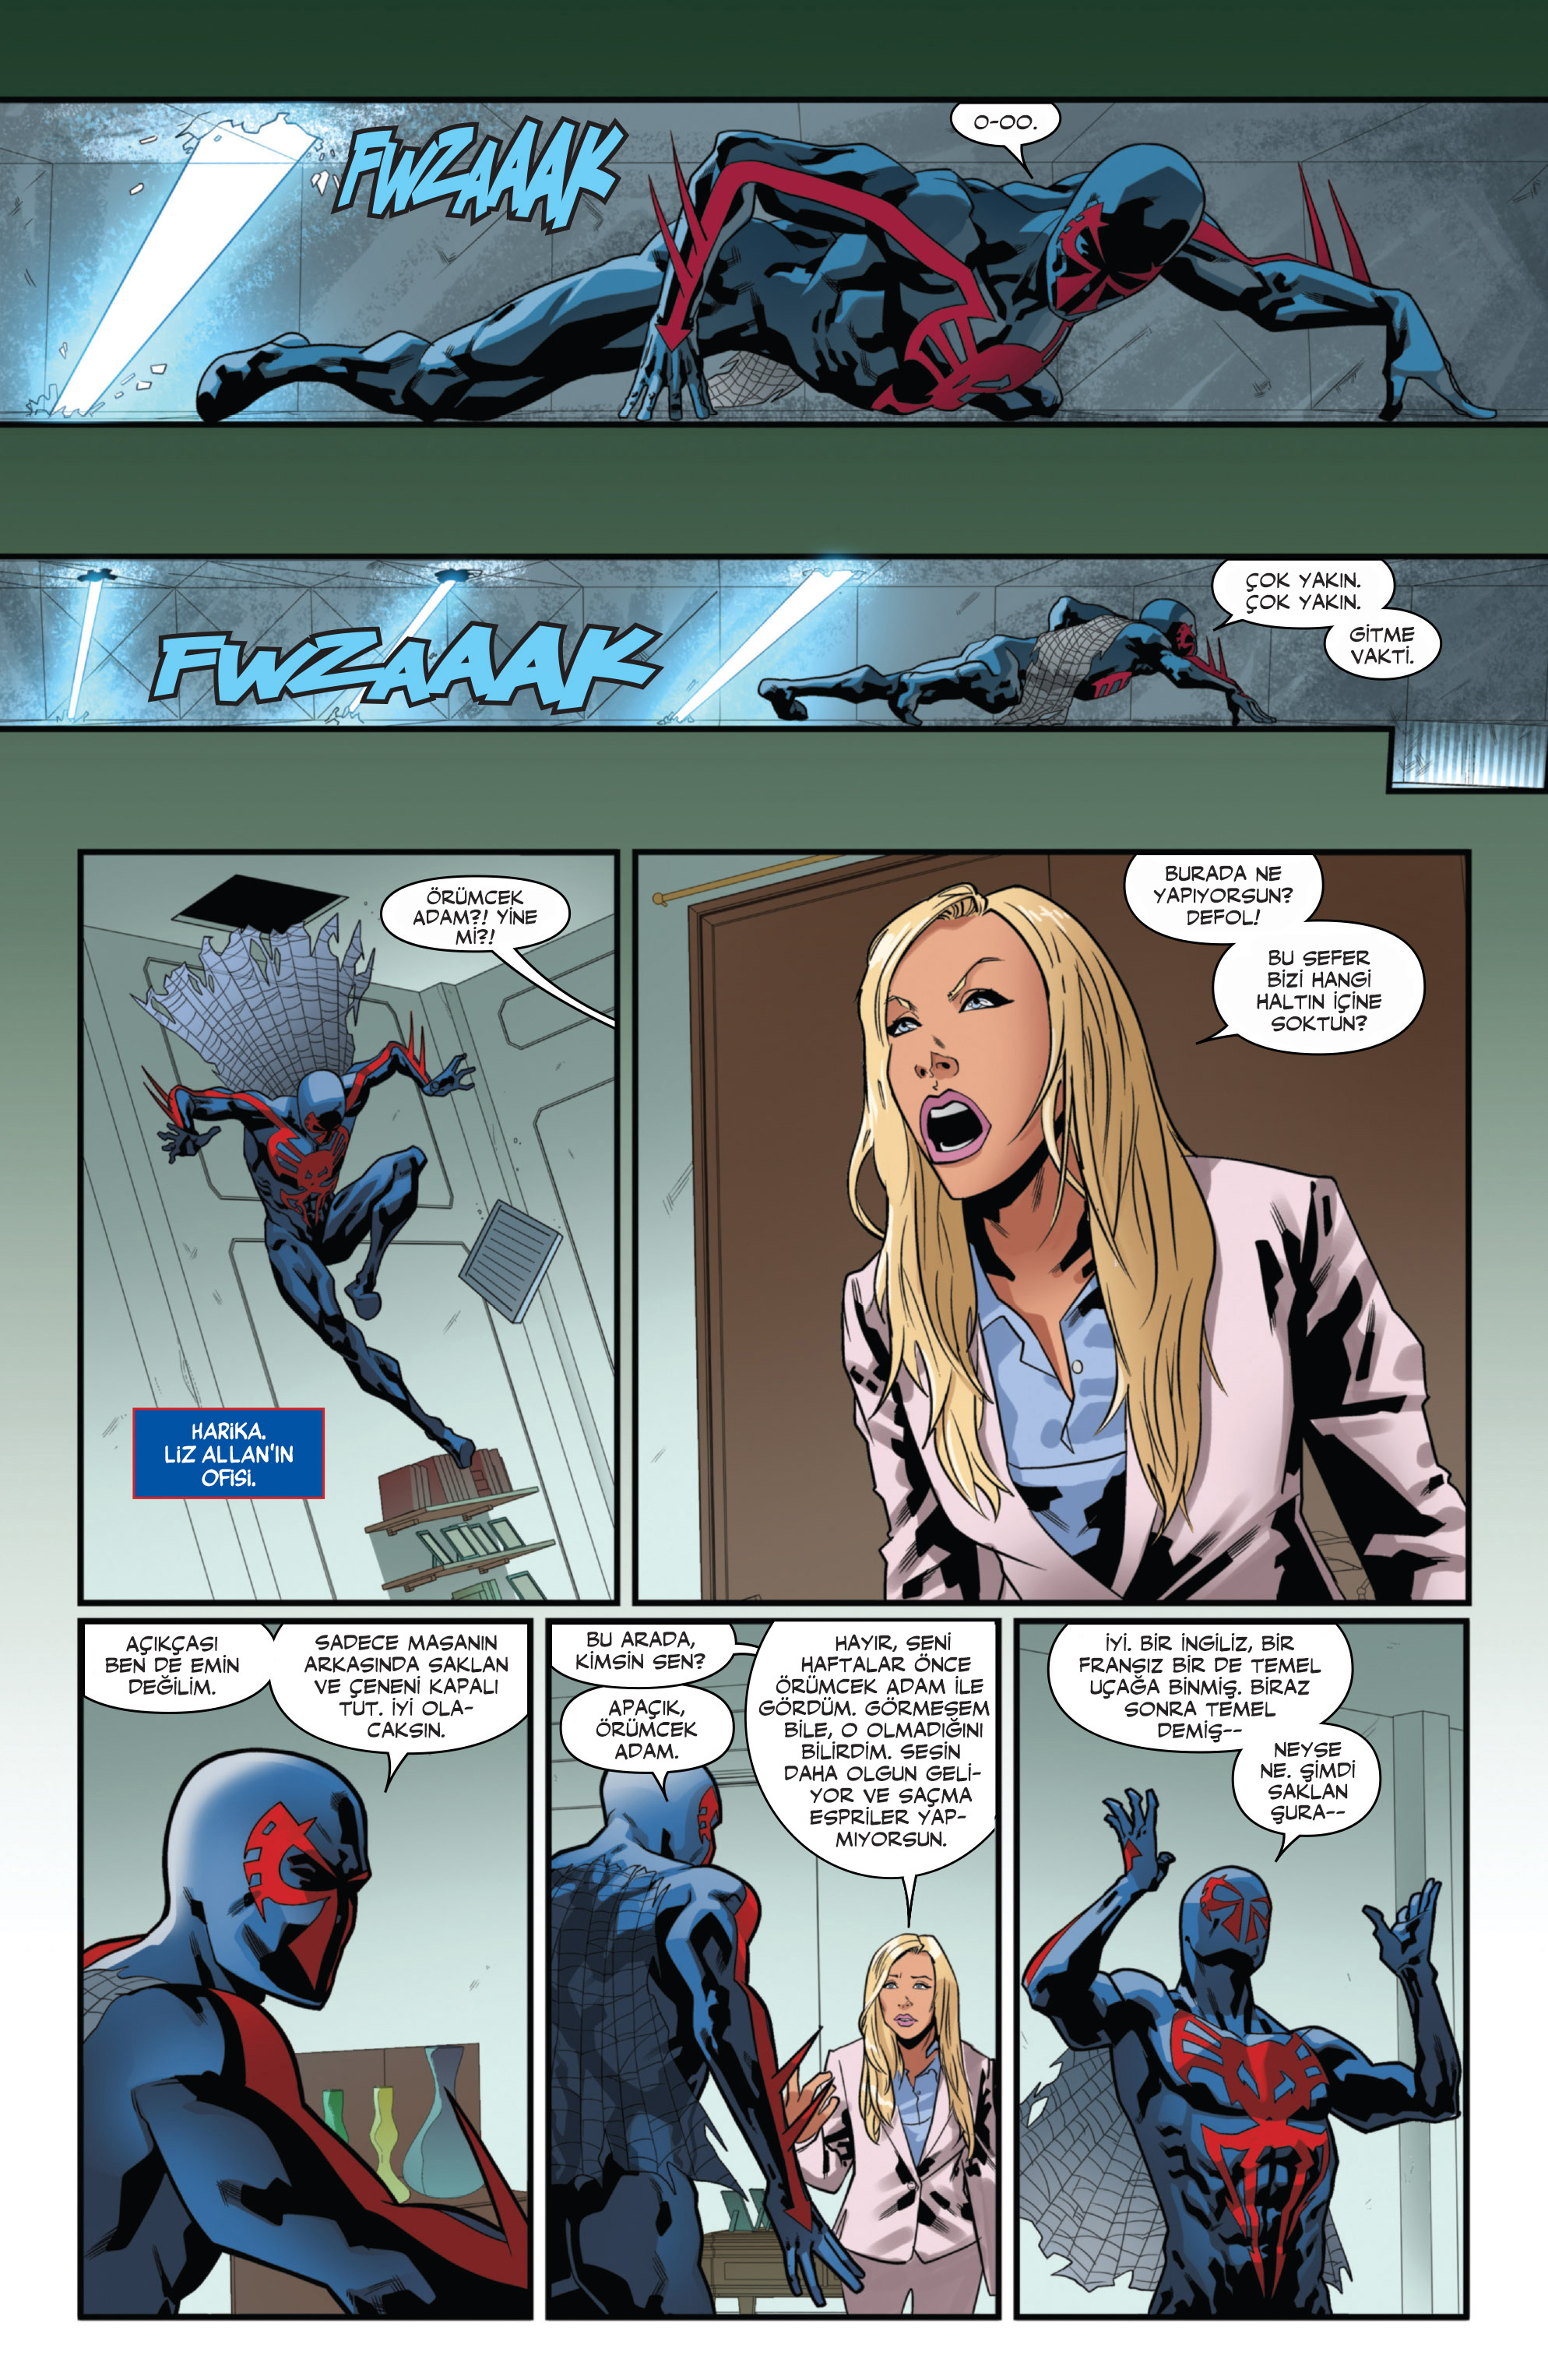 FWZAAAK
O-OO.
FWZAAAK
ÇOK YAKIN.
ÇOK YAKIN.
GİTME
VAKTİ.
ÖRÜMCEK
ADAM?! YİNE
Mİ?!
HARİKA.
LİZ ALLAN'IN
OFİSİ.
BURADA NE
YAPIYORSUN?
DEFOL!
BU SEFER
BİZİ HANGİ
HALTIN İÇİNE
SOKTUN?
AÇIKÇASI
BEN DE EMİN
DEĞİLİM.
SADECE MASANIN
ARKASINDA SAKLAN
VE ÇENENİ KAPALI
TUT. İYİ OLA-
CAKSIN.
BU ARADA,
KİMSİN SEN?
APAÇIK,
ÖRÜMCEK
ADAM.
HAYIR, SENİ
HAFTALAR ÖNCE
ÖRÜMCEK ADAM İLE
GÖRDÜM. GÖRMESEM
BİLE, O OLMADIĞINI
BİLİRDİM. SESİN
DAHA OLGUN GELİ-
YOR VE SAÇMA
ESPRİLER YAP-
MIYORSUN.
İYİ. BİR İNGİLİZ, BİR
FRANSIZ BİR DE TEMEL
UÇAĞA BİNMİŞ. BİRAZ
SONRA TEMEL
DEMİŞ--
NEYSE
NE. ŞİMDİ
SAKLAN
ŞURA--